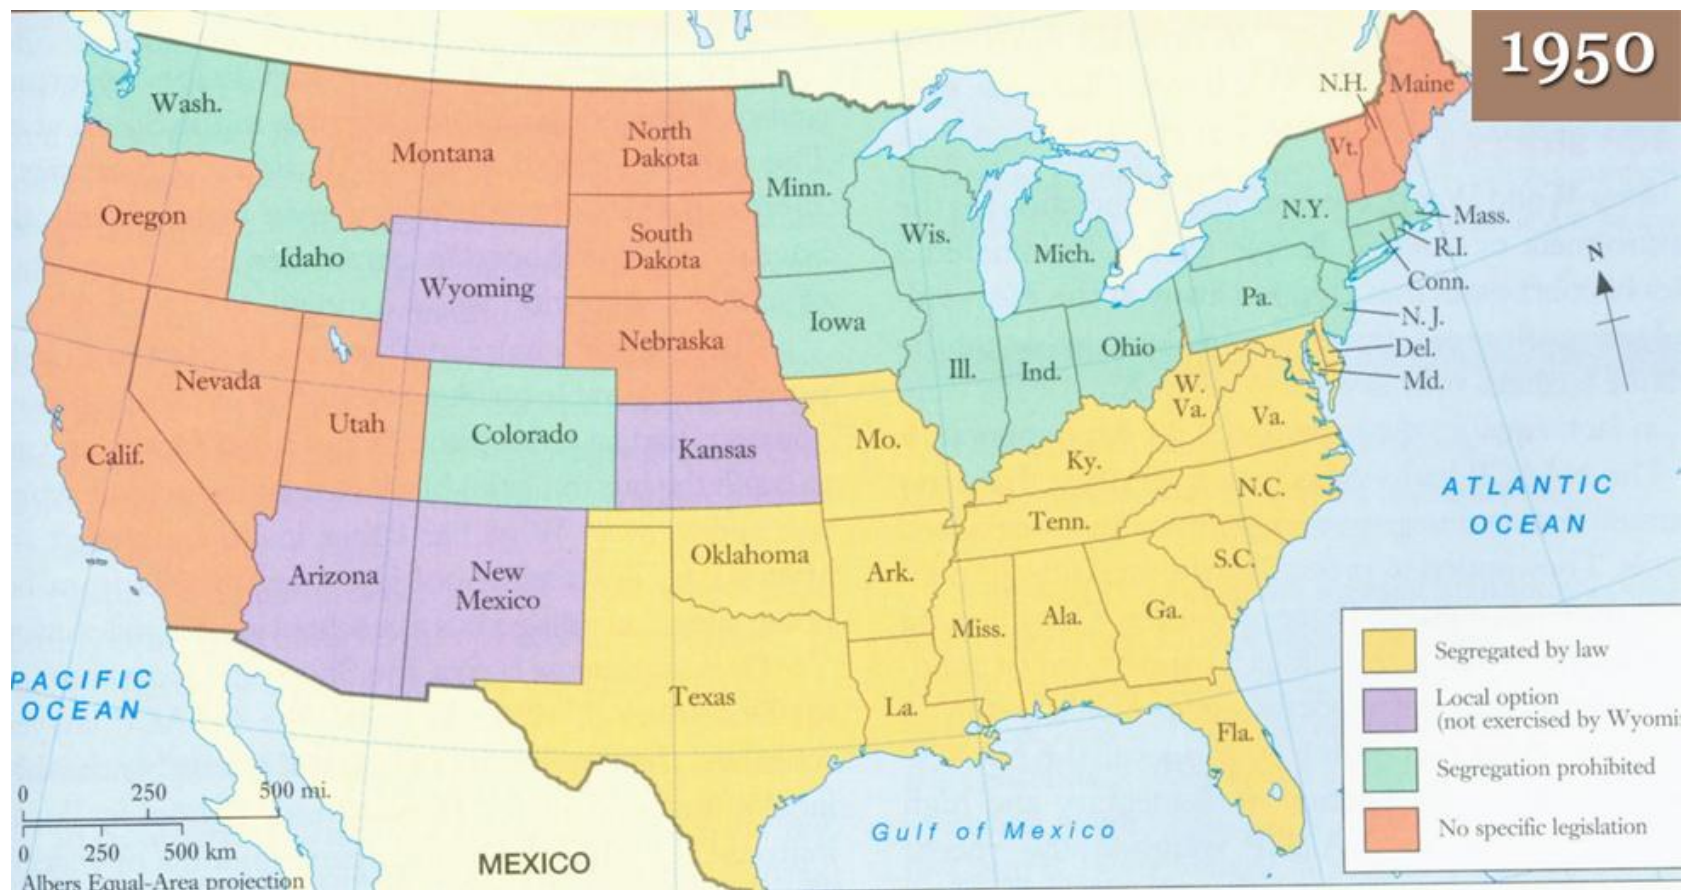 1950
N.H.
Maine
Wash.
Montana
North
Dakota
Vt.
Minn.
Oregon
N.Y.
Mass.
Wis.
South
Dakota
R.I.
N
Idaho
Mich.
Conn.
Wyoming
Pa.
N. J.
Iowa
Nebraska
Ohio
Del.
Ill.
Ind.
Md.
Nevada
W.
Va.
Va.
Utah
Colorado
Mo.
Kansas
Calif.
Ky.
N.C.
ATLANTIC
OCEAN
Tenn.
Oklahoma
S.C.
Arizona
New
Mexico
Ark.
Ga.
Miss.
Ala.
Segregated by law
PACIFIC
OCEAN
Texas
La.
Local option
(not exercised by Wyomi
Fla.
Segregation prohibited
0 250 500 mi.
No specific legislation
Gulf of Mexico
0 250 500 km
MEXICO
Albers Equal-Area projection